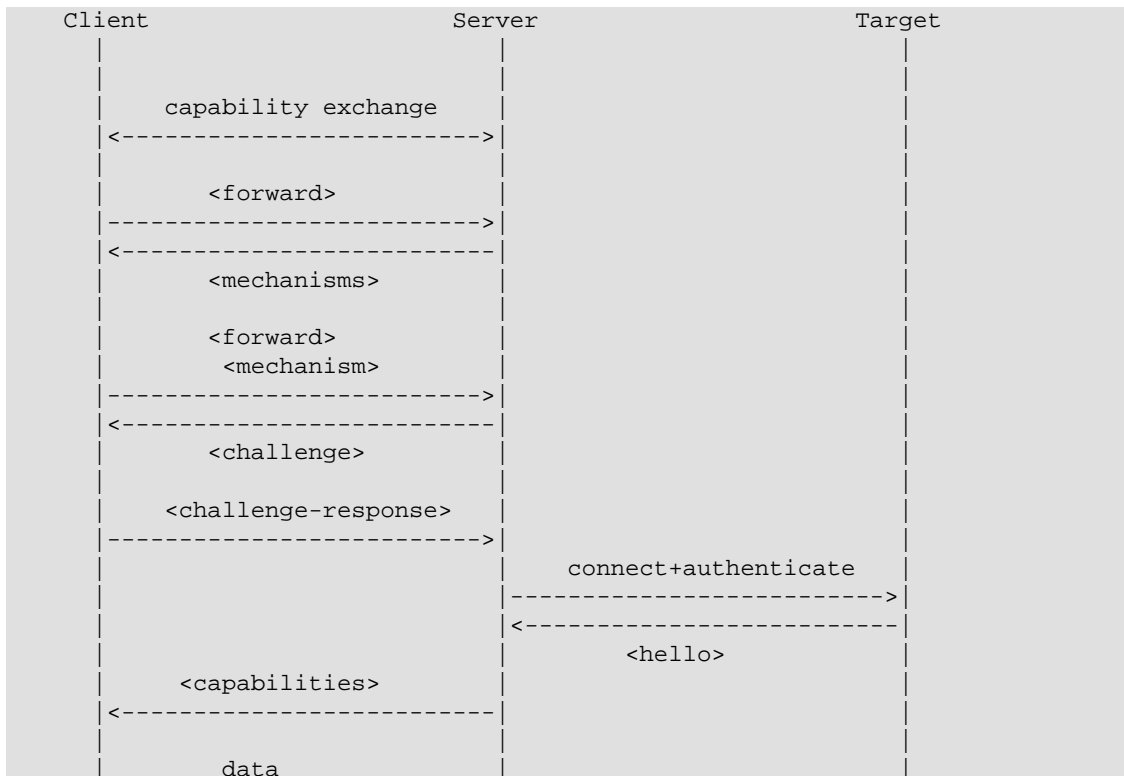 Client Server Target
capability exchange
|<-------------------------->|
<forward>
|-------------------------->|
|<--------------------------|
<mechanisms>
<forward>
<mechanism>
|-------------------------->|
|<--------------------------|
<challenge>
<challenge-response>
|-------------------------->|
connect+authenticate
|-------------------------->|
|<--------------------------|
<hello>
<capabilities>
|<--------------------------|
data